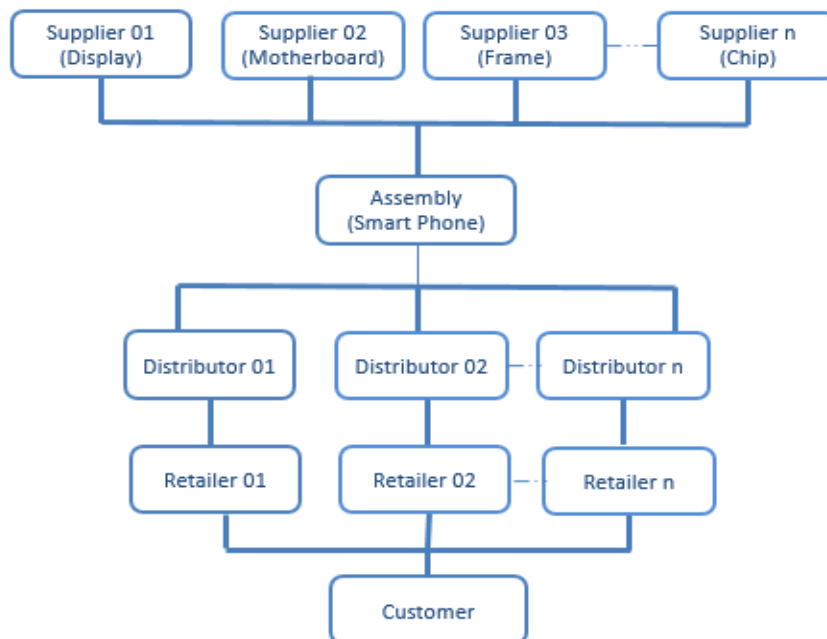 Supplier 01
(Display)
Supplier 02
(Motherboard)
Supplier 03
(Frame)
Supplier n
(Chip)
Assembly
(Smart Phone)
Distributor 01
Distributor 02
Distributor n
Retailer 01
Retailer 02
Retailer n
Customer